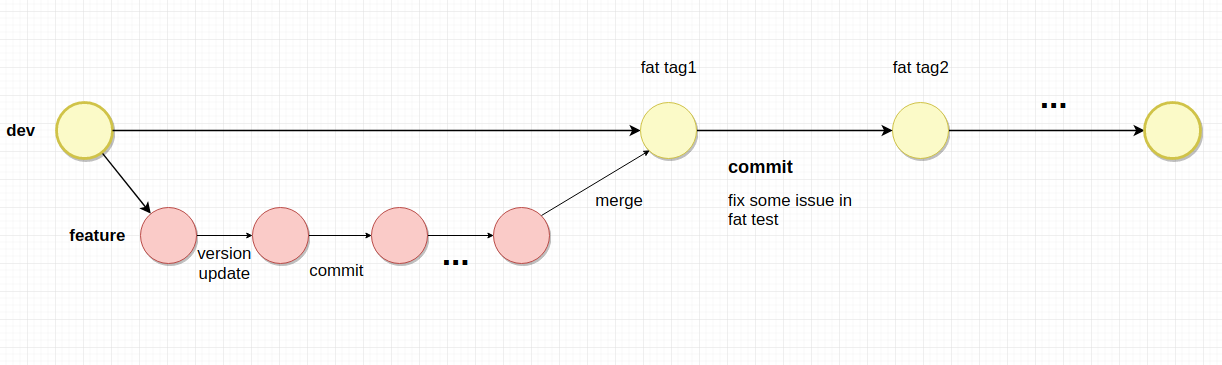 fat tag1
fat tag2
...
dev
commit
fix some issue in
fat test
merge
feature
version
update
commit
...